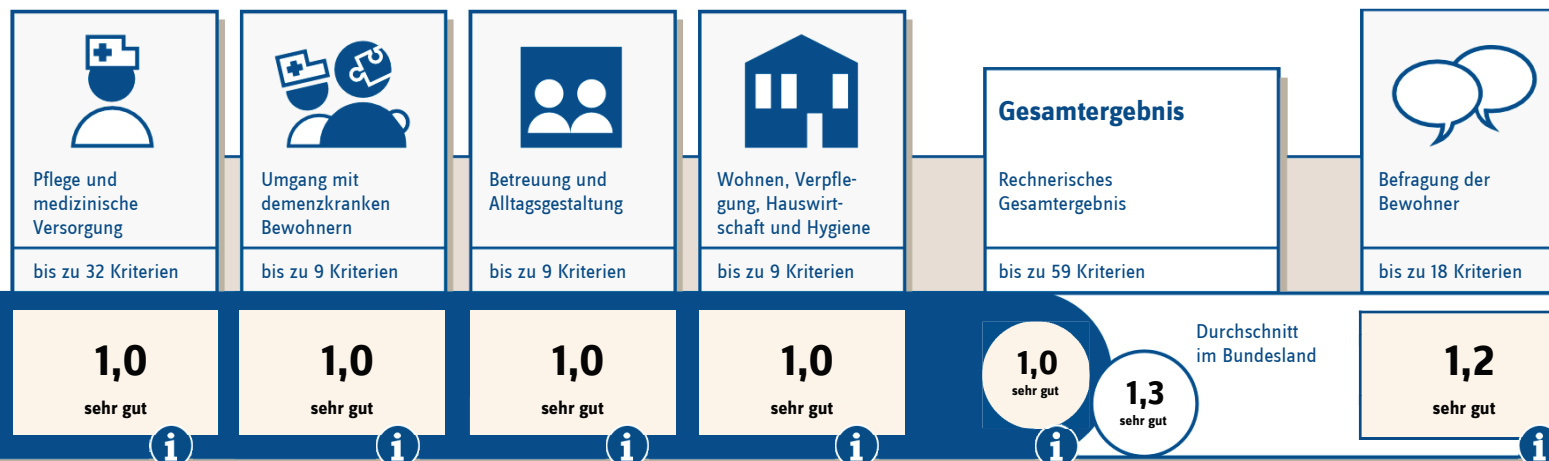 Pflege und
medizinische
Versorgung
bis zu 32 Kriterien
1,0
sehr gut
i
Umgang mit
demenzkranken
Bewohnern
bis zu 9 Kriterien
1,0
sehr gut
i
Betreuung und
Alltagsgestaltung
bis zu 9 Kriterien
1,0
sehr gut
i
Wohnen, Verpfle-
gung, Hauswirt-
schaft und Hygiene
bis zu 9 Kriterien
1,0
sehr gut
i
Gesamtergebnis
Rechnerisches
Gesamtergebnis
bis zu 59 Kriterien
1,0
sehr gut
i
1,3
sehr gut
Durchschnitt
im Bundesland
Befragung der
Bewohner
bis zu 18 Kriterien
1,2
sehr gut
i